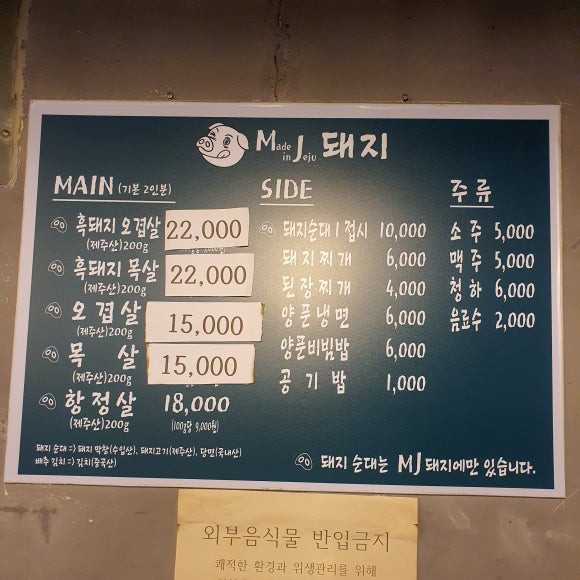 Made in Jeju 돼지
MAIN (기본 2인분)
흑돼지 오겹살 22,000
(제주산)200g
흑돼지 목살 22,000
(제주산)200g
오겹살 15,000
(제주산)200g
목살 15,000
(제주산)200g
항정살 18,000
(제주산)200g (100g당 9,000원)
SIDE
돼지순대 1접시 10,000
돼지찌개 6,000
된장찌개 4,000
양푼냉면 6,000
양푼비빔밥 6,000
공기밥 1,000
주류
소주 5,000
맥주 5,000
청하 6,000
음료수 2,000
돼지 순대 => 돼지 막창(수입산), 돼지고기(제주산), 당면(국내산)
배추 김치 => 김치(중국산)
돼지 순대는 MJ돼지에만 있습니다.
외부음식물 반입금지
쾌적한 환경과 위생관리를 위해